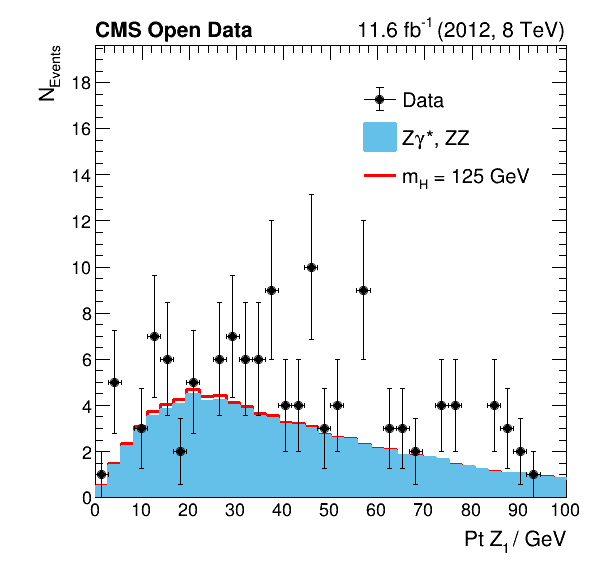 CMS Open Data
11.6 fb⁻¹ (2012, 8 TeV)
N_Events
18
16
14
12
10
8
6
4
2
0
Data
Zγ*, ZZ
m_H = 125 GeV
0 10 20 30 40 50 60 70 80 90 100
Pt Z₁ / GeV